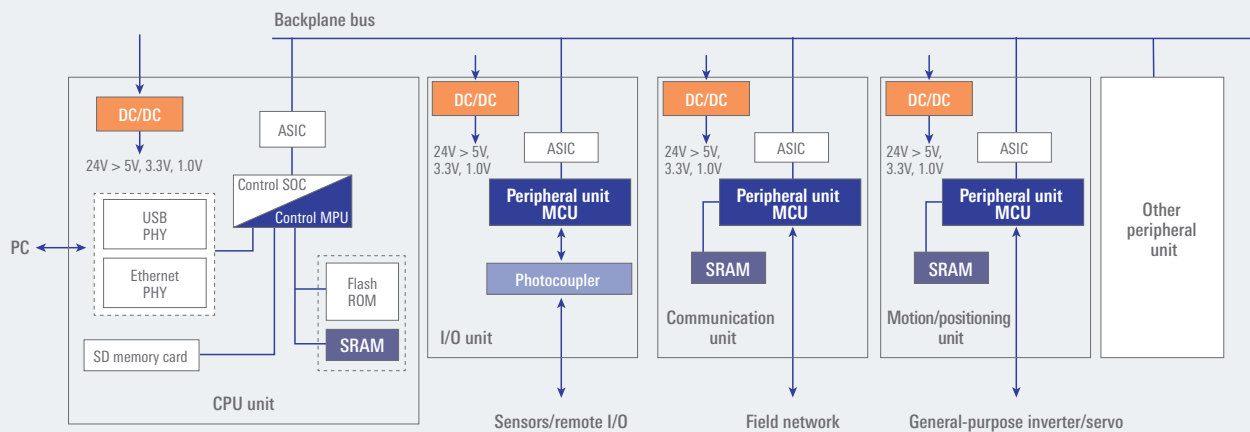 Backplane bus
DC/DC
24V > 5V, 3.3V, 1.0V
ASIC
Control SOC
Control MPU
PC
USB
PHY
Ethernet
PHY
Flash
ROM
SRAM
SD memory card
CPU unit
DC/DC
24V > 5V,
3.3V, 1.0V
ASIC
Peripheral unit
MCU
Photocoupler
I/O unit
Sensors/remote I/O
DC/DC
24V > 5V,
3.3V, 1.0V
ASIC
Peripheral unit
MCU
SRAM
Communication
unit
Field network
DC/DC
24V > 5V,
3.3V, 1.0V
ASIC
Peripheral unit
MCU
SRAM
Motion/positioning
unit
General-purpose inverter/servo
Other
peripheral
unit